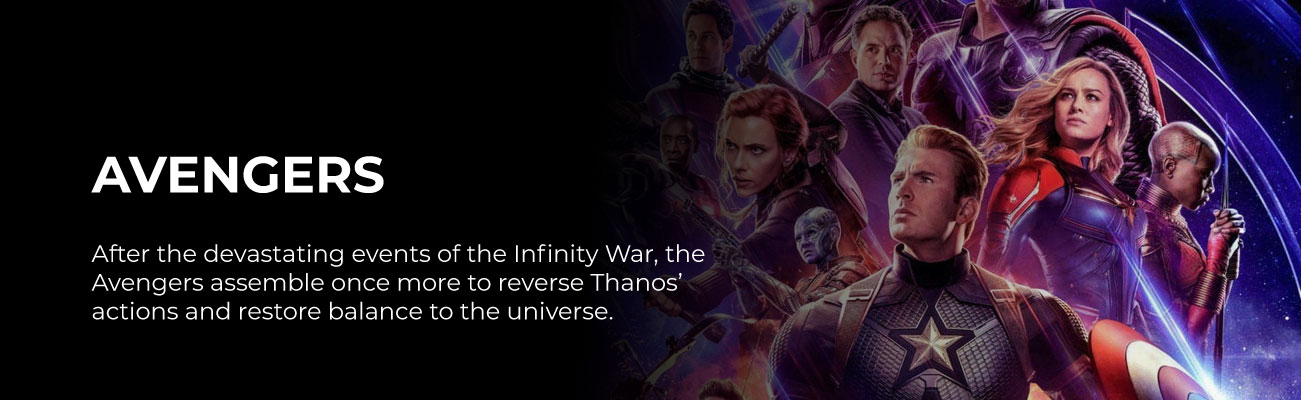 AVENGERS
After the devastating events of the Infinity War, the
Avengers assemble once more to reverse Thanos’
actions and restore balance to the universe.